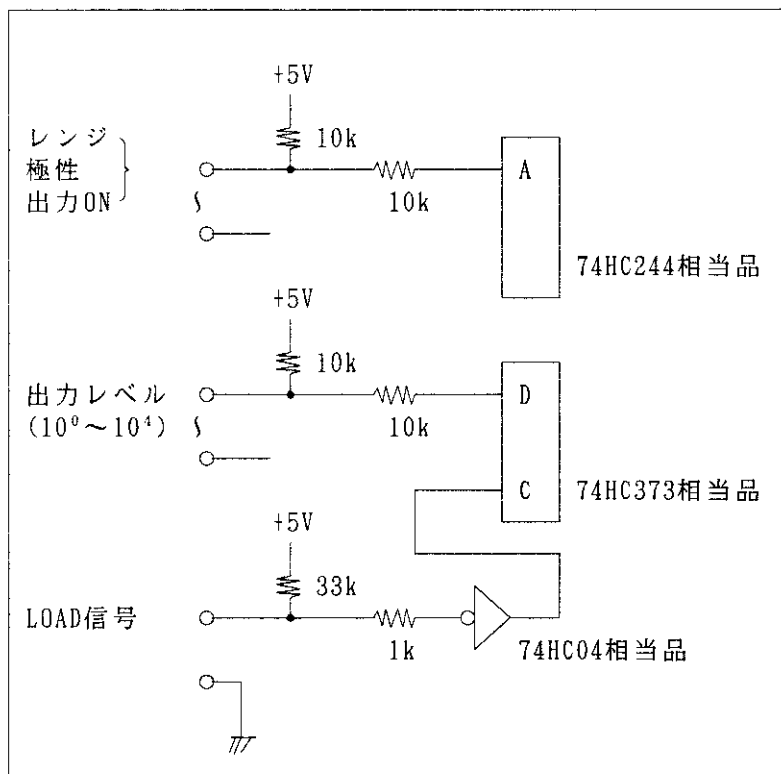 +5V
レンジ
極性
出力ON
10k
10k
A
74HC244相当品
+5V
10k
出力レベル
(10⁰～10⁴)
10k
D
C
74HC373相当品
+5V
33k
LOAD信号
1k
74HC04相当品